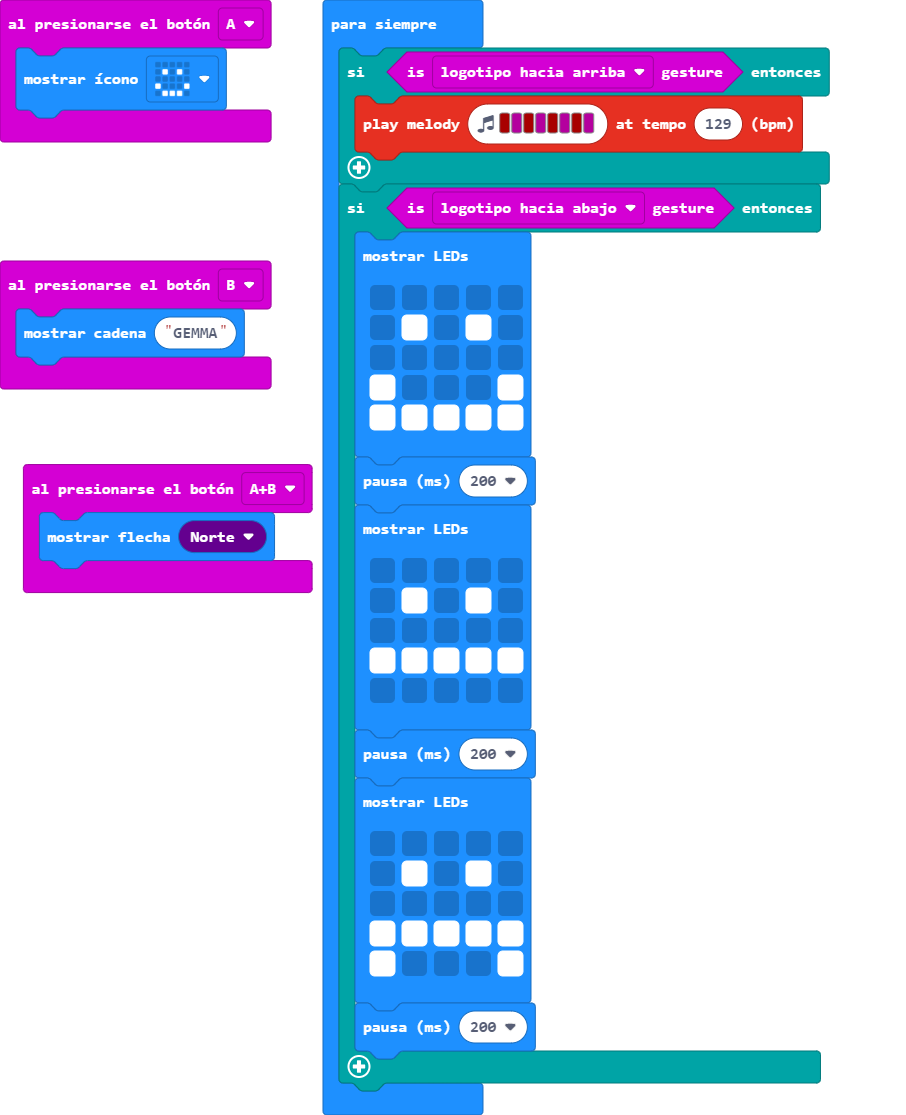 al presionarse el botón A
mostrar ícono
al presionarse el botón B
mostrar cadena "GEMMA"
al presionarse el botón A+B
mostrar flecha Norte
para siempre
si is logotipo hacia arriba gesture entonces
play melody at tempo 129 (bpm)
si is logotipo hacia abajo gesture entonces
mostrar LEDs
pausa (ms) 200
mostrar LEDs
pausa (ms) 200
mostrar LEDs
pausa (ms) 200